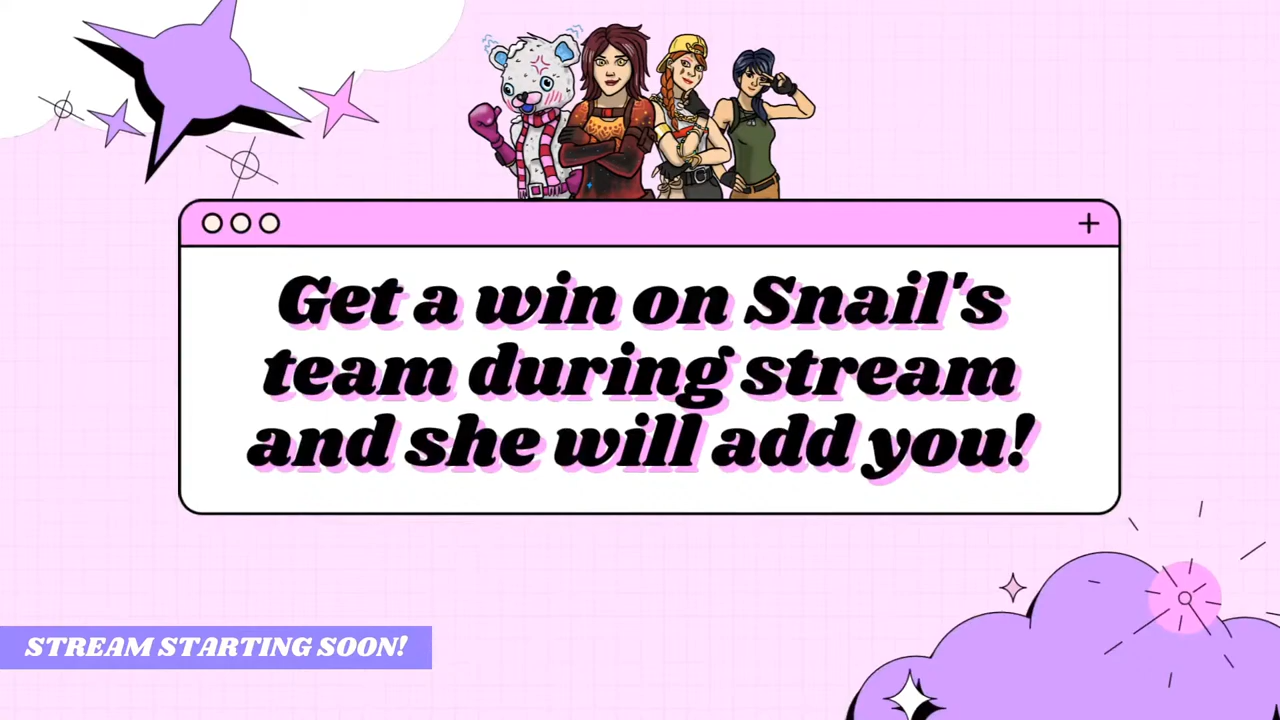 Get a win on Snail's
team during stream
and she will add you!
STREAM STARTING SOON!